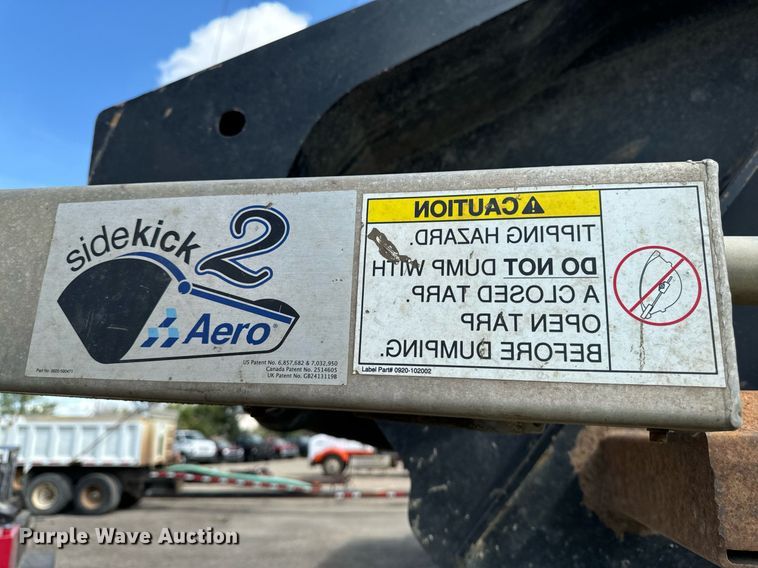 sidekick 2
Aero
US Patent No. 6,857,682 & 7,032,950
Canada Patent No. 2514605
UK Patent No. GB2413119B
CAUTION
TIPPING HAZARD.
DO NOT DUMP WITH
A CLOSED TARP.
OPEN TARP
BEFORE DUMPING.
Label Part# 0920-102002
Purple Wave Auction